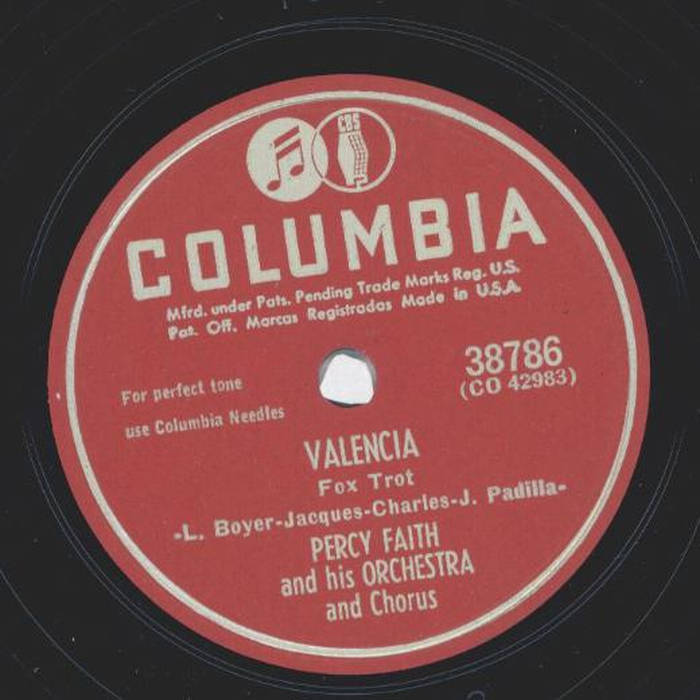 CBS
COLUMBIA
Mfrd. under Pats. Pending Trade Marks Reg. U.S.
Pat. Off. Marcas Registradas Made in U.S.A.
38786
(CO 42983)
For perfect tone
use Columbia Needles
VALENCIA
Fox Trot
-L. Boyer-Jacques-Charles-J. Padilla-
PERCY FAITH
and his ORCHESTRA
and Chorus